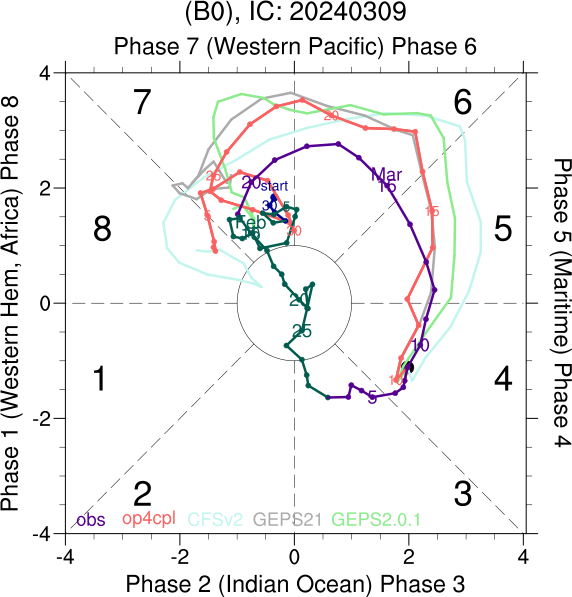 (B0), IC: 20240309
Phase 7 (Western Pacific) Phase 6
Phase 1 (Western Hem, Africa) Phase 8
Phase 5 (Maritime) Phase 4
4
2
0
-2
-4
7
6
8
5
1
4
2
3
25
20
start
20
Mar
15
5
30
Feb
15
30
20
25
10
10
5
obs
op4cpl
CFSv2
GEPS21
GEPS2.0.1
-4
-2
0
2
4
Phase 2 (Indian Ocean) Phase 3